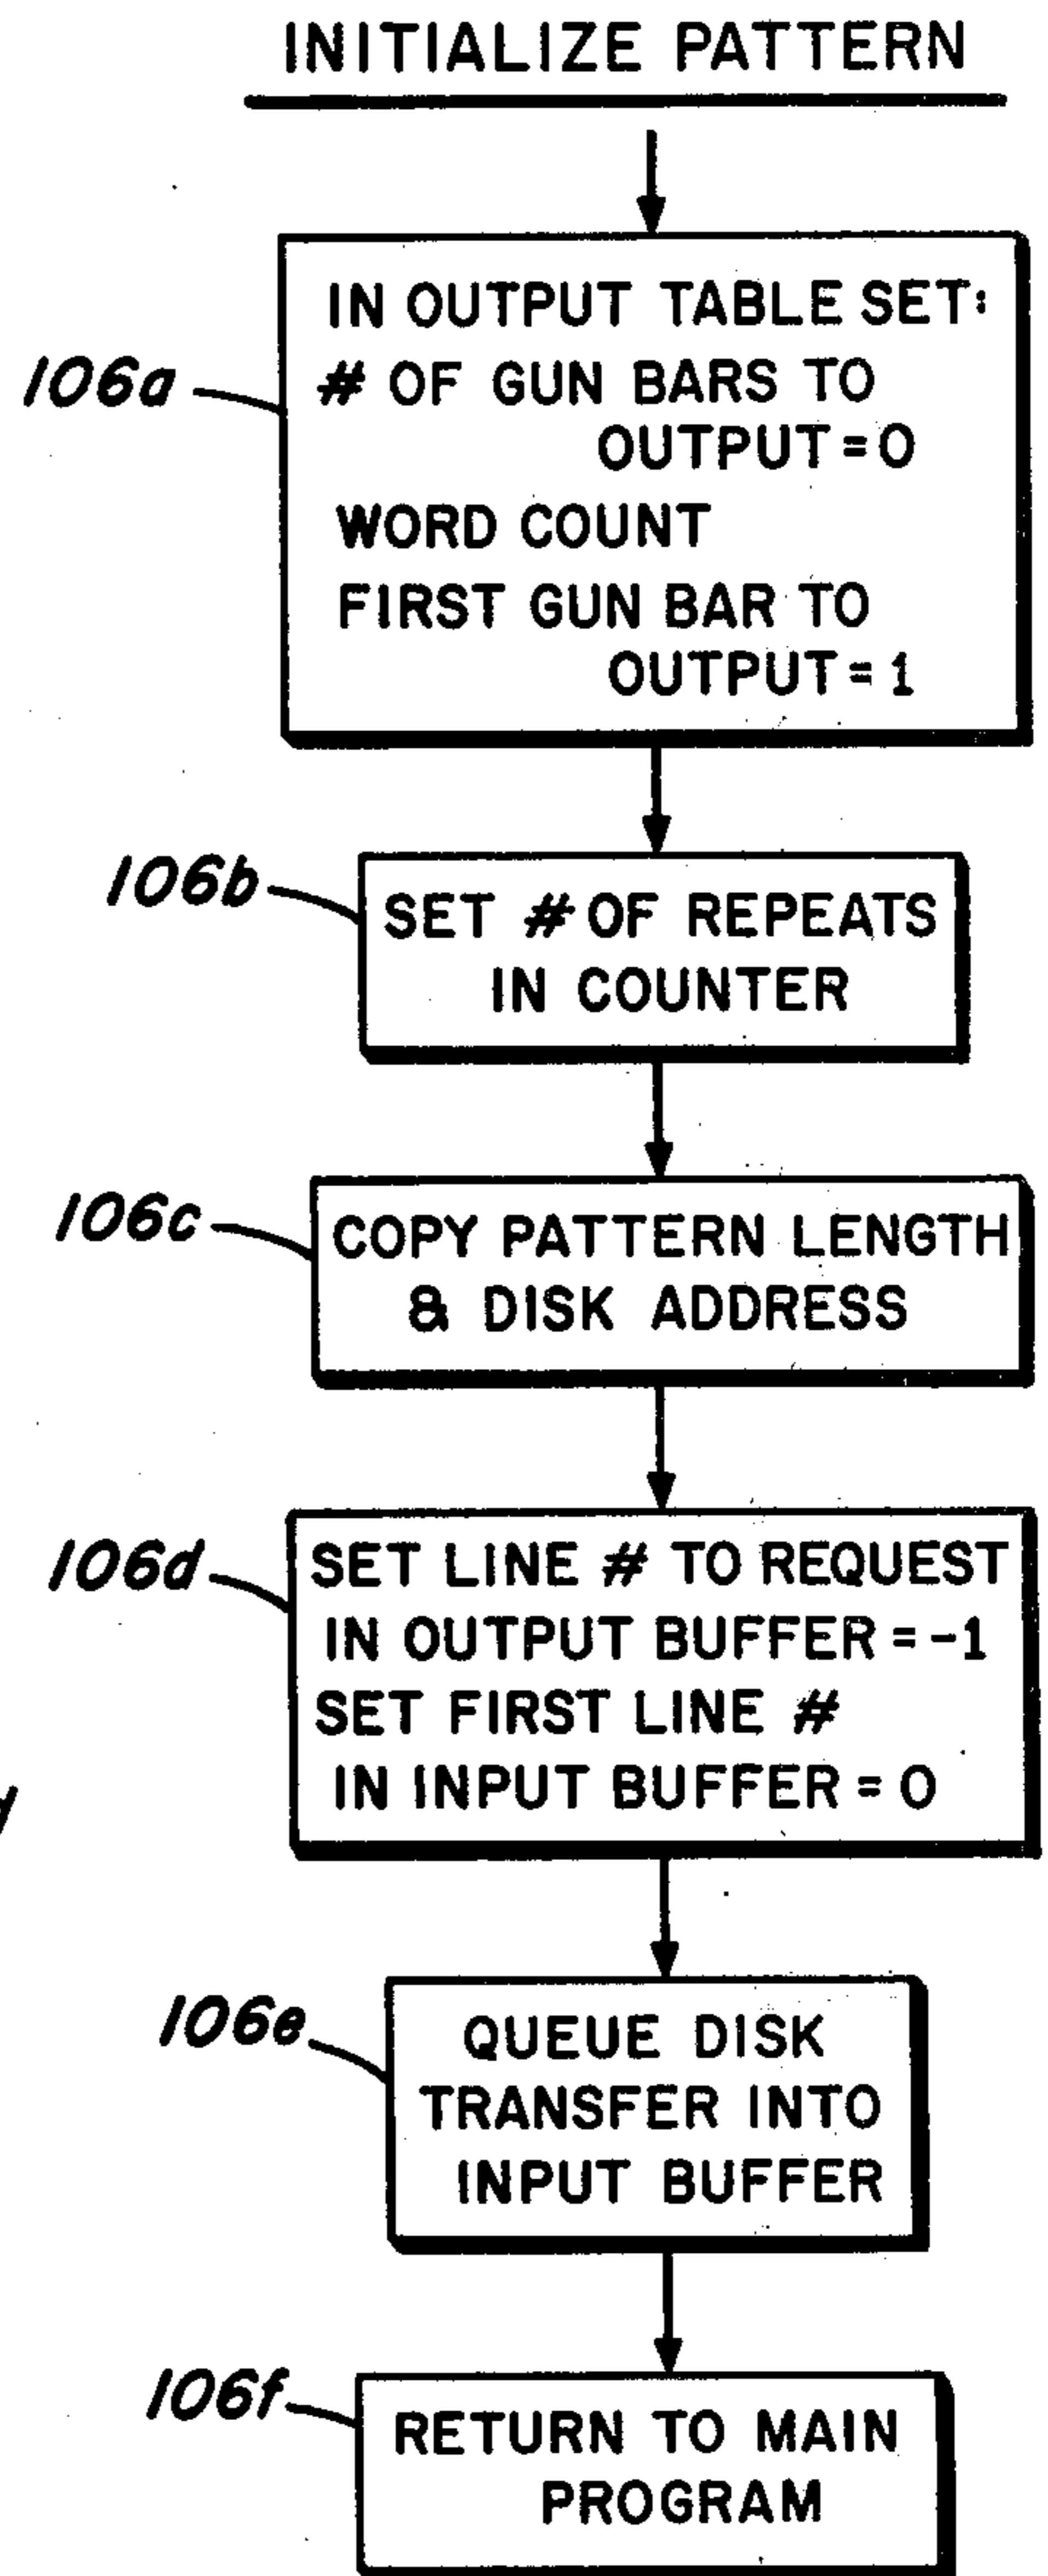 INITIALIZE PATTERN
106a
IN OUTPUT TABLE SET:
# OF GUN BARS TO
OUTPUT = 0
WORD COUNT
FIRST GUN BAR TO
OUTPUT = 1
106b
SET # OF REPEATS
IN COUNTER
106c
COPY PATTERN LENGTH
& DISK ADDRESS
106d
SET LINE # TO REQUEST
IN OUTPUT BUFFER = -1
SET FIRST LINE #
IN INPUT BUFFER = 0
106e
QUEUE DISK
TRANSFER INTO
INPUT BUFFER
106f
RETURN TO MAIN
PROGRAM